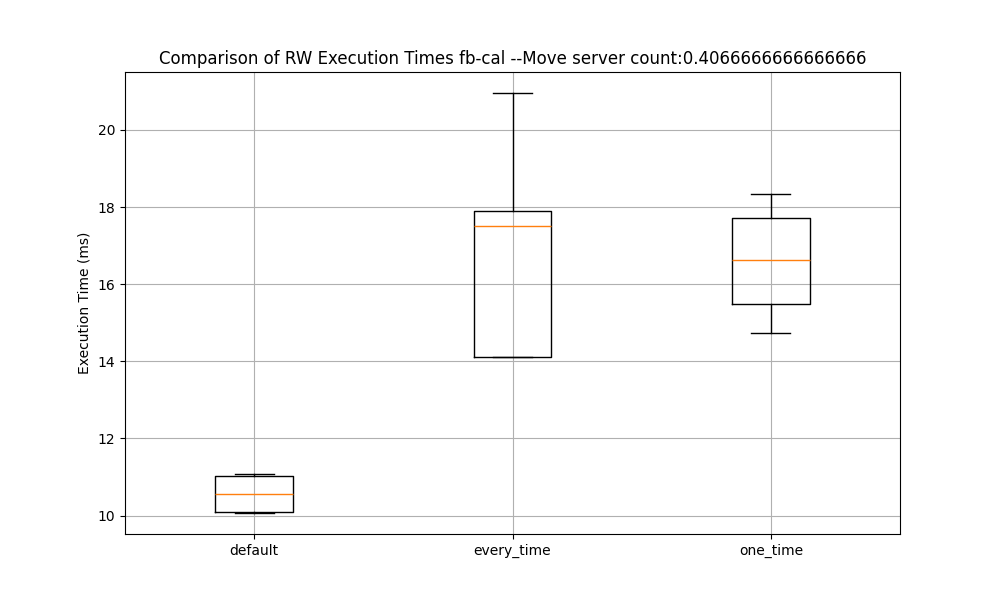 Comparison of RW Execution Times fb-cal --Move server count:0.4066666666666666
Execution Time (ms)
20
18
16
14
12
10
default
every_time
one_time